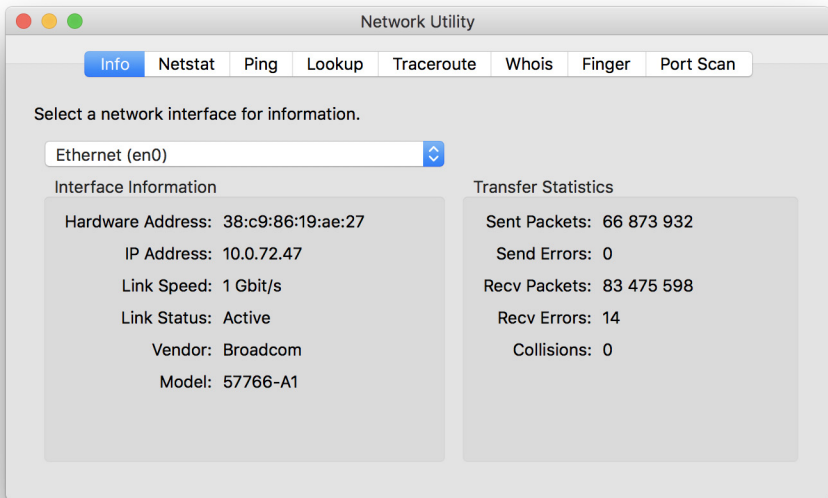 Network Utility
Info Netstat Ping Lookup Traceroute Whois Finger Port Scan
Select a network interface for information.
Ethernet (en0)
Interface Information
Hardware Address: 38:c9:86:19:ae:27
IP Address: 10.0.72.47
Link Speed: 1 Gbit/s
Link Status: Active
Vendor: Broadcom
Model: 57766-A1
Transfer Statistics
Sent Packets: 66 873 932
Send Errors: 0
Recv Packets: 83 475 598
Recv Errors: 14
Collisions: 0